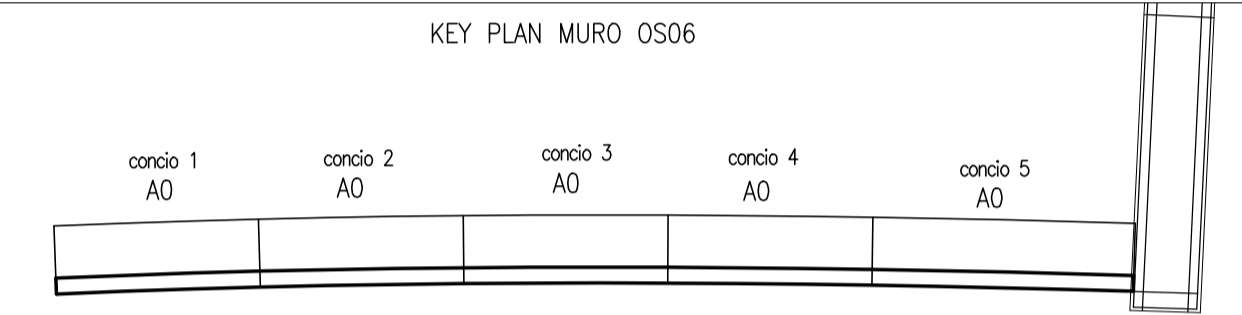 KEY PLAN MURO OS06
concio 1
A0
concio 2
A0
concio 3
A0
concio 4
A0
concio 5
A0